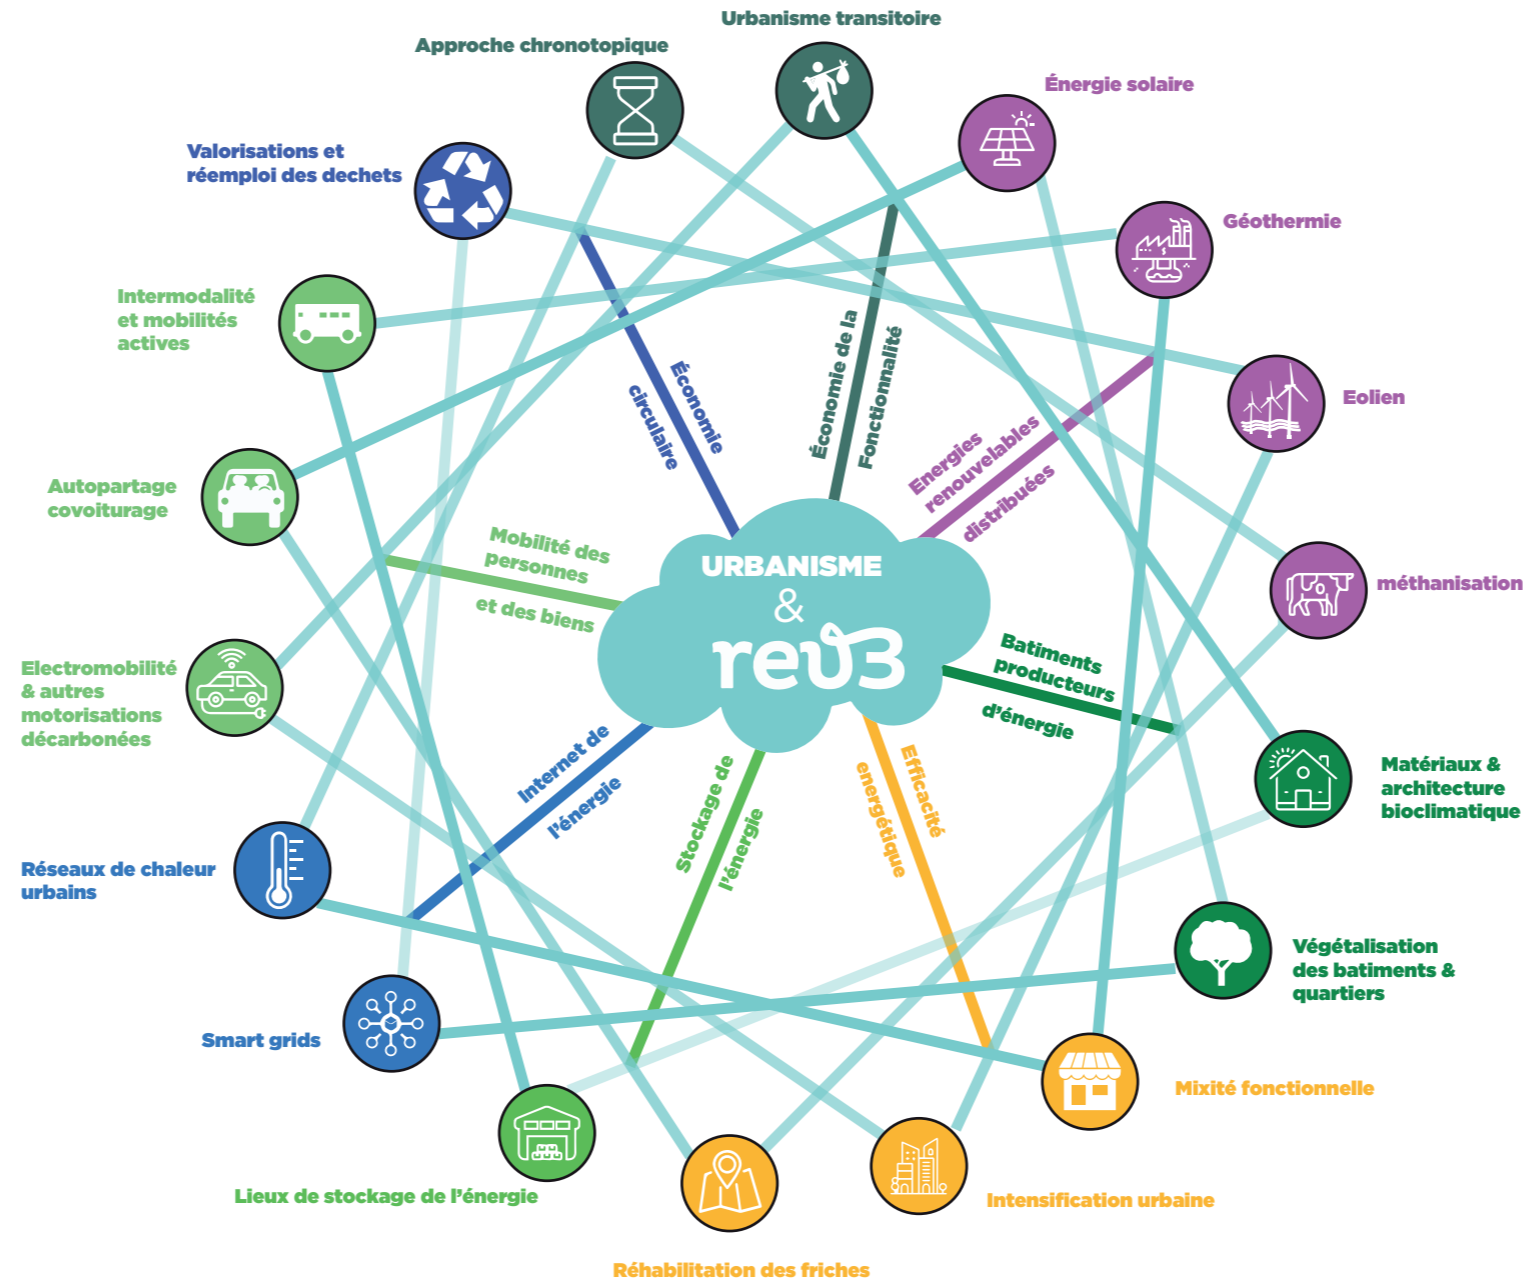 Urbanisme transitoire
Approche chronotopique
Énergie solaire
Valorisations et
réemploi des dechets
Géothermie
Intermodalité
et mobilités
actives
Eolien
Autopartage
covoiturage
méthanisation
Electromobilité
& autres
motorisations
décarbonées
Matériaux &
architecture
bioclimatique
Réseaux de chaleur
urbains
Végétalisation
des batiments &
quartiers
Smart grids
Mixité fonctionnelle
Lieux de stockage de l'énergie
Intensification urbaine
Réhabilitation des friches
Économie
circulaire
Économie de la
Fonctionnalité
Energies
renouvelables
distribuées
Mobilité des
personnes
et des biens
Batiments
producteurs
d'énergie
Internet de
l'énergie
Stockage de
l'énergie
Efficacité
energétique
URBANISME
&
rev3